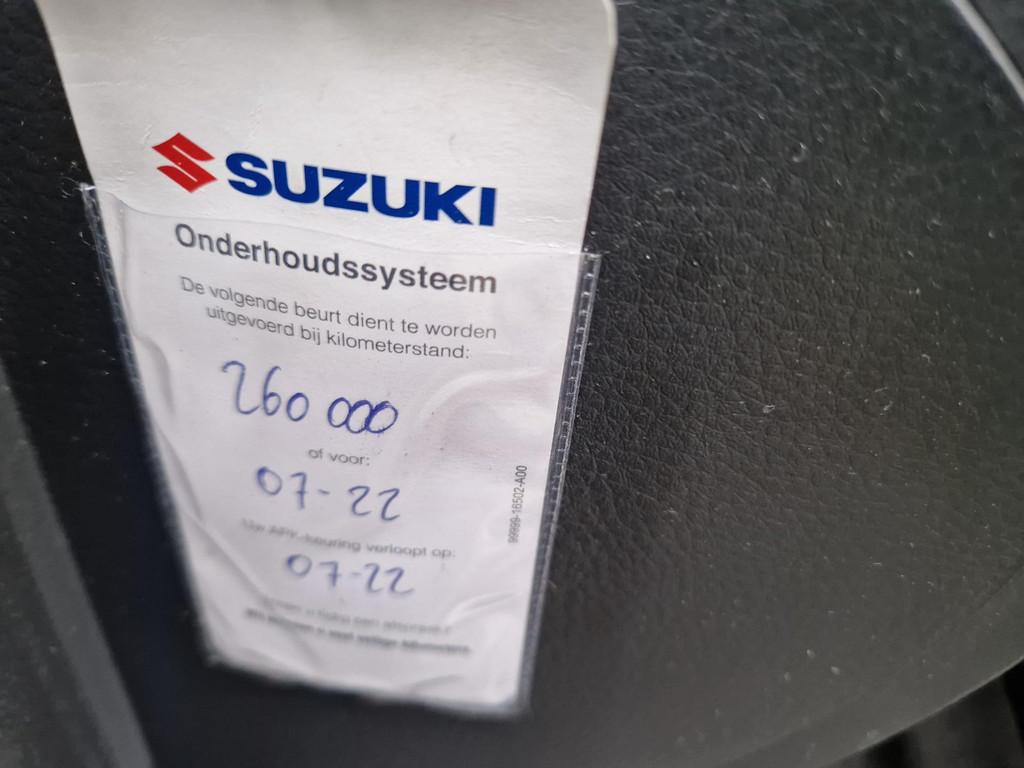 SUZUKI
Onderhoudssysteem
De volgende beurt dient te worden
uitgevoerd bij kilometerstand:
260 000
of voor:
07-22
Uw APK-keuring verloopt op:
07-22
99999-16502-A00